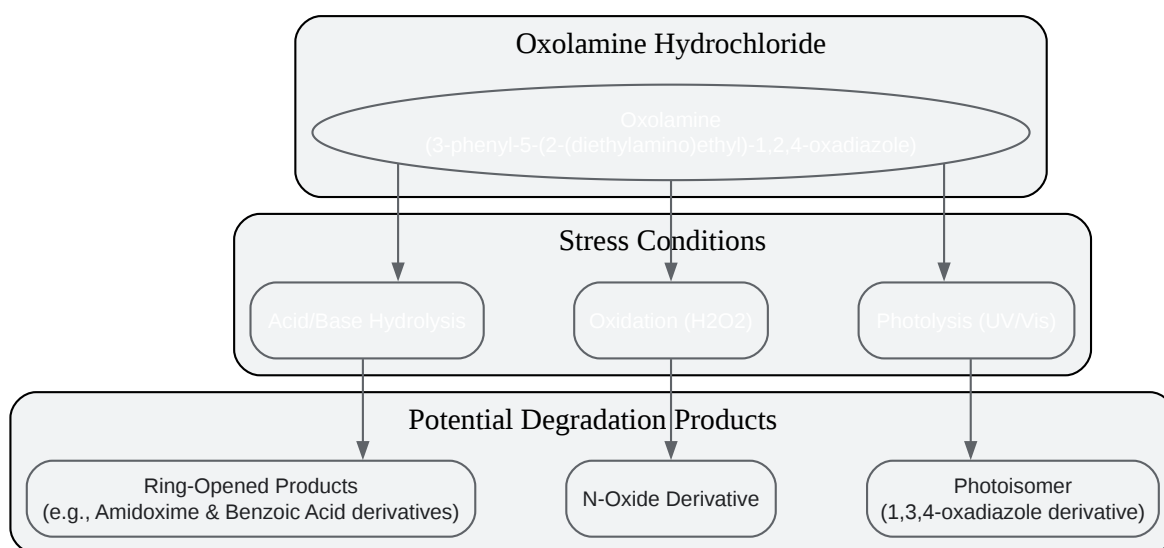 Oxolamine Hydrochloride
Oxolamine
(3-phenyl-5-(2-(diethylamino)ethyl)-1,2,4-oxadiazole)
Stress Conditions
Acid/Base Hydrolysis
Oxidation (H2O2)
Photolysis (UV/Vis)
Potential Degradation Products
Ring-Opened Products
(e.g., Amidoxime & Benzoic Acid derivatives)
N-Oxide Derivative
Photoisomer
(1,3,4-oxadiazole derivative)